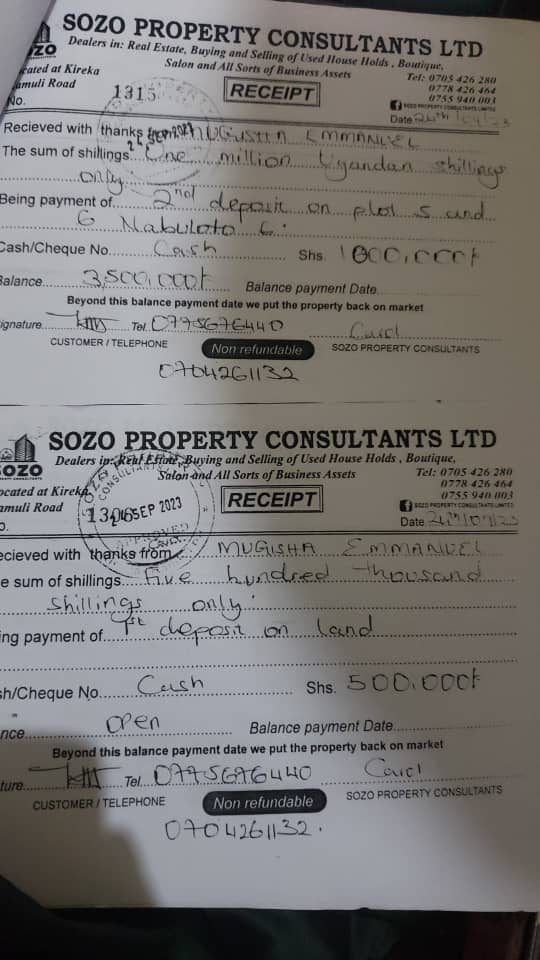 SOZO PROPERTY CONSULTANTS LTD
Dealers in: Real Estate, Buying and Selling of Used House Holds , Boutique,
Salon and All Sorts of Business Assets
ZO
cated at Kireka
amuli Road
No. 1315
RECEIPT
Tel: 0705 426 280
0778 426 464
0755 940 003
SOZO PROPERTY CONSULTANTS LIMITED
Date
Recieved with thanks from MUGISHA EMMANUEL
SEP 2023
The sum of shillings One million Ugandan shillings
only
Being payment of 2nd deposit on plot 5 and
6 Nabuloto 6.
Cash/Cheque No. Cash Shs. 1000,000/
Balance 3,500,000/ Balance payment Date
Beyond this balance payment date we put the property back on market
ignature Tel. 0775676440 Carol
CUSTOMER / TELEPHONE Non refundable SOZO PROPERTY CONSULTANTS
0704261132
SOZO PROPERTY CONSULTANTS LTD
Dealers in: Real Estate, Buying and Selling of Used House Holds , Boutique,
Salon and All Sorts of Business Assets
SOZO
ocated at Kireka
amuli Road
o. 1306
SEP 2023
APPROVED
RECEIPT
Tel: 0705 426 280
0778 426 464
0755 940 003
SOZO PROPERTY CONSULTANTS LIMITED
Date
ecieved with thanks from MUGISHA EMMANUEL
e sum of shillings five hundred thousand
shillings only
ing payment of 1st deposit on land
sh/Cheque No. Cash Shs. 500,000/
nce open Balance payment Date
Beyond this balance payment date we put the property back on market
ture Tel. 0775676440 Carol
CUSTOMER / TELEPHONE Non refundable SOZO PROPERTY CONSULTANTS
0704261132.